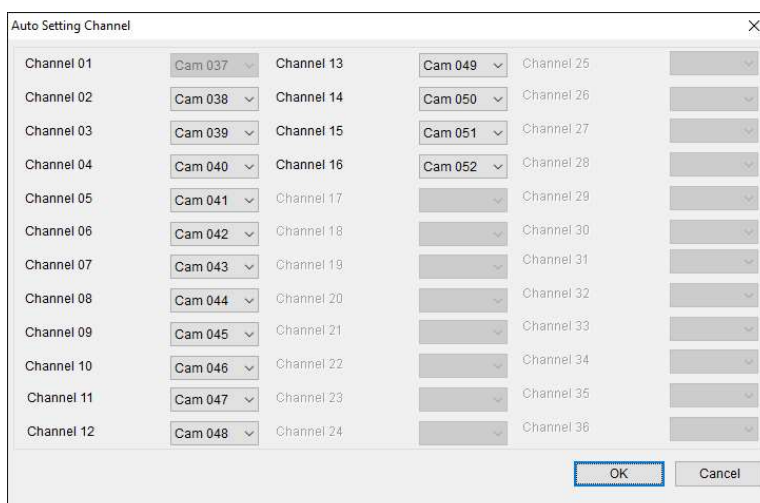 Auto Setting Channel
Channel 01 Cam 037 Channel 13 Cam 049 Channel 25
Channel 02 Cam 038 Channel 14 Cam 050 Channel 26
Channel 03 Cam 039 Channel 15 Cam 051 Channel 27
Channel 04 Cam 040 Channel 16 Cam 052 Channel 28
Channel 05 Cam 041 Channel 17 Channel 29
Channel 06 Cam 042 Channel 18 Channel 30
Channel 07 Cam 043 Channel 19 Channel 31
Channel 08 Cam 044 Channel 20 Channel 32
Channel 09 Cam 045 Channel 21 Channel 33
Channel 10 Cam 046 Channel 22 Channel 34
Channel 11 Cam 047 Channel 23 Channel 35
Channel 12 Cam 048 Channel 24 Channel 36
OK Cancel